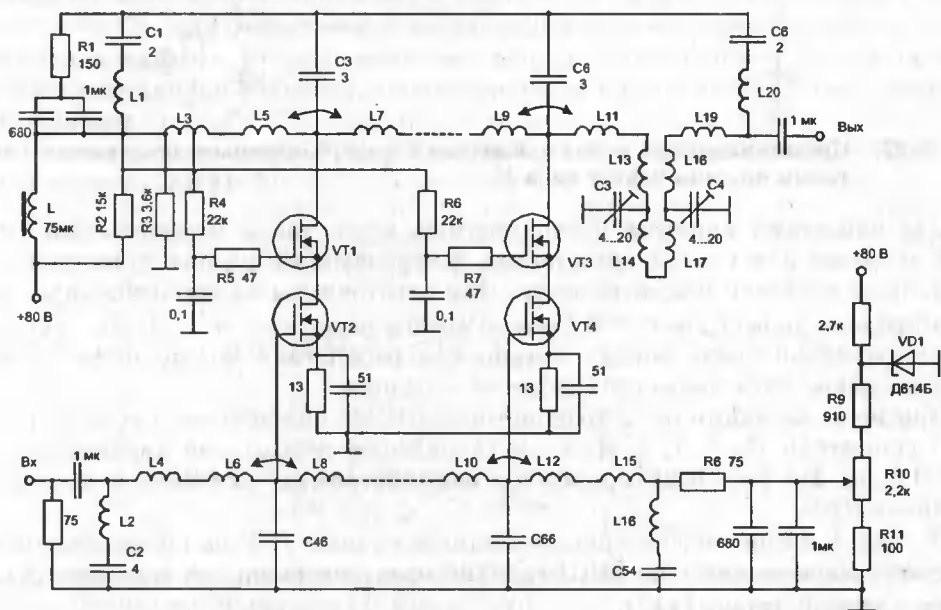 R1
150
C1
2
1мк
L1
680
L
75мк
+80 В
R2 15к
R3 3,6к
R4
22к
L3
L5
C3
3
L7
L9
C6
3
L11
C6
2
L20
L19
1 мк
Вых
L13
L16
C3
C4
4...20
4...20
L14
L17
R6
22к
VT1
VT3
R5
47
R7
47
0,1
0,1
VT2
VT4
13
51
13
51
+80 В
2,7к
VD1
Д814Б
R9
910
R10
2,2к
R11
100
Вх
1 мк
75
L2
C2
4
L4
L6
L8
L10
L12
L15
R8 75
L16
C46
C66
C54
680
1мк